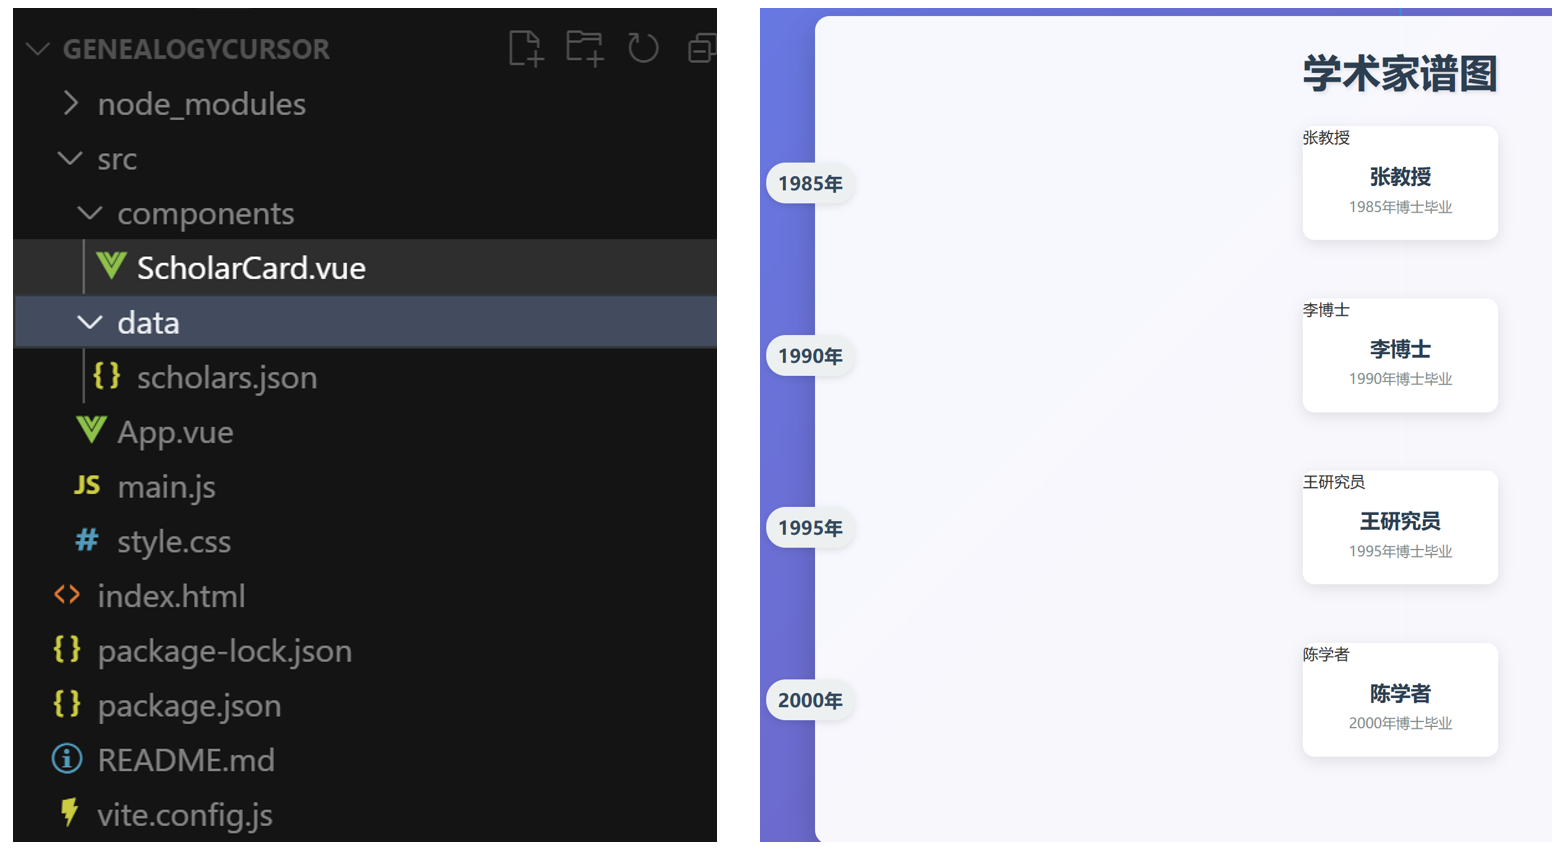 GENEALOGYCURSOR
node_modules
src
components
ScholarCard.vue
data
{} scholars.json
App.vue
JS main.js
# style.css
<> index.html
{} package-lock.json
{} package.json
README.md
vite.config.js
学术家谱图
1985年
张教授
张教授
1985年博士毕业
1990年
李博士
李博士
1990年博士毕业
1995年
王研究员
王研究员
1995年博士毕业
2000年
陈学者
陈学者
2000年博士毕业